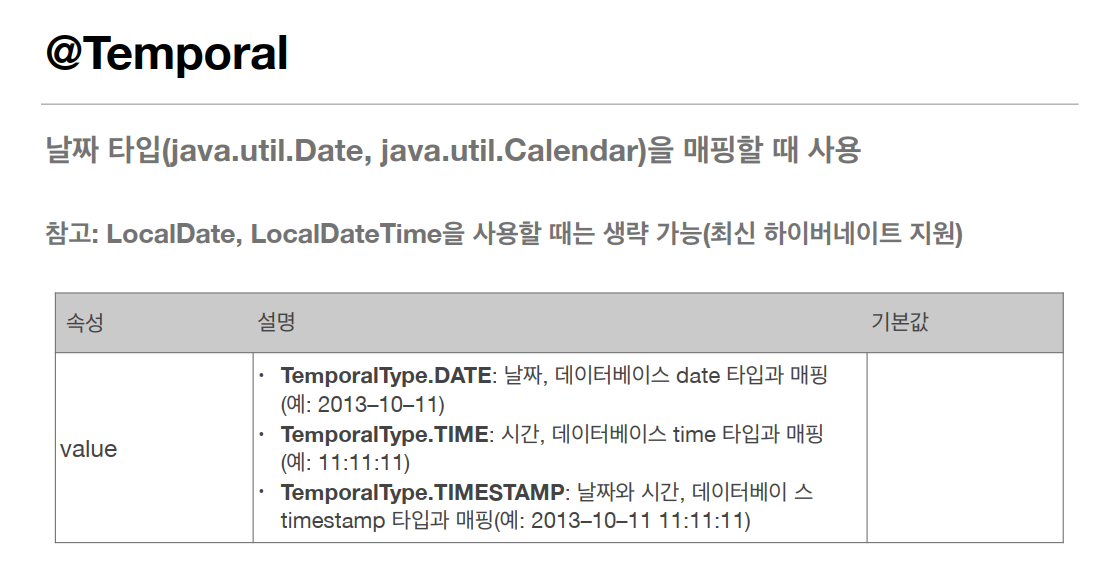 @Temporal
날짜 타입(java.util.Date, java.util.Calendar)을 매핑할 때 사용
참고: LocalDate, LocalDateTime을 사용할 때는 생략 가능(최신 하이버네이트 지원)
속성 설명 기본값
• TemporalType.DATE: 날짜, 데이터베이스 date 타입과 매핑
(예: 2013–10–11)
• TemporalType.TIME: 시간, 데이터베이스 time 타입과 매핑
value
(예: 11:11:11)
• TemporalType.TIMESTAMP: 날짜와 시간, 데이터베이 스
timestamp 타입과 매핑(예: 2013–10–11 11:11:11)